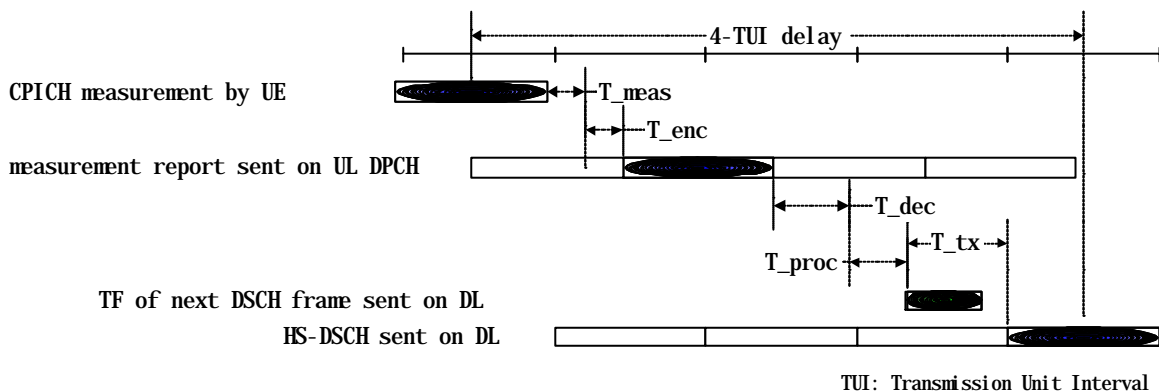 4-TUI delay
CPICH measurement by UE
T_meas
T_enc
measurement report sent on UL DPCH
T_dec
T_tx
T_proc
TF of next DSCH frame sent on DL
HS-DSCH sent on DL
TUI: Transmission Unit Interval